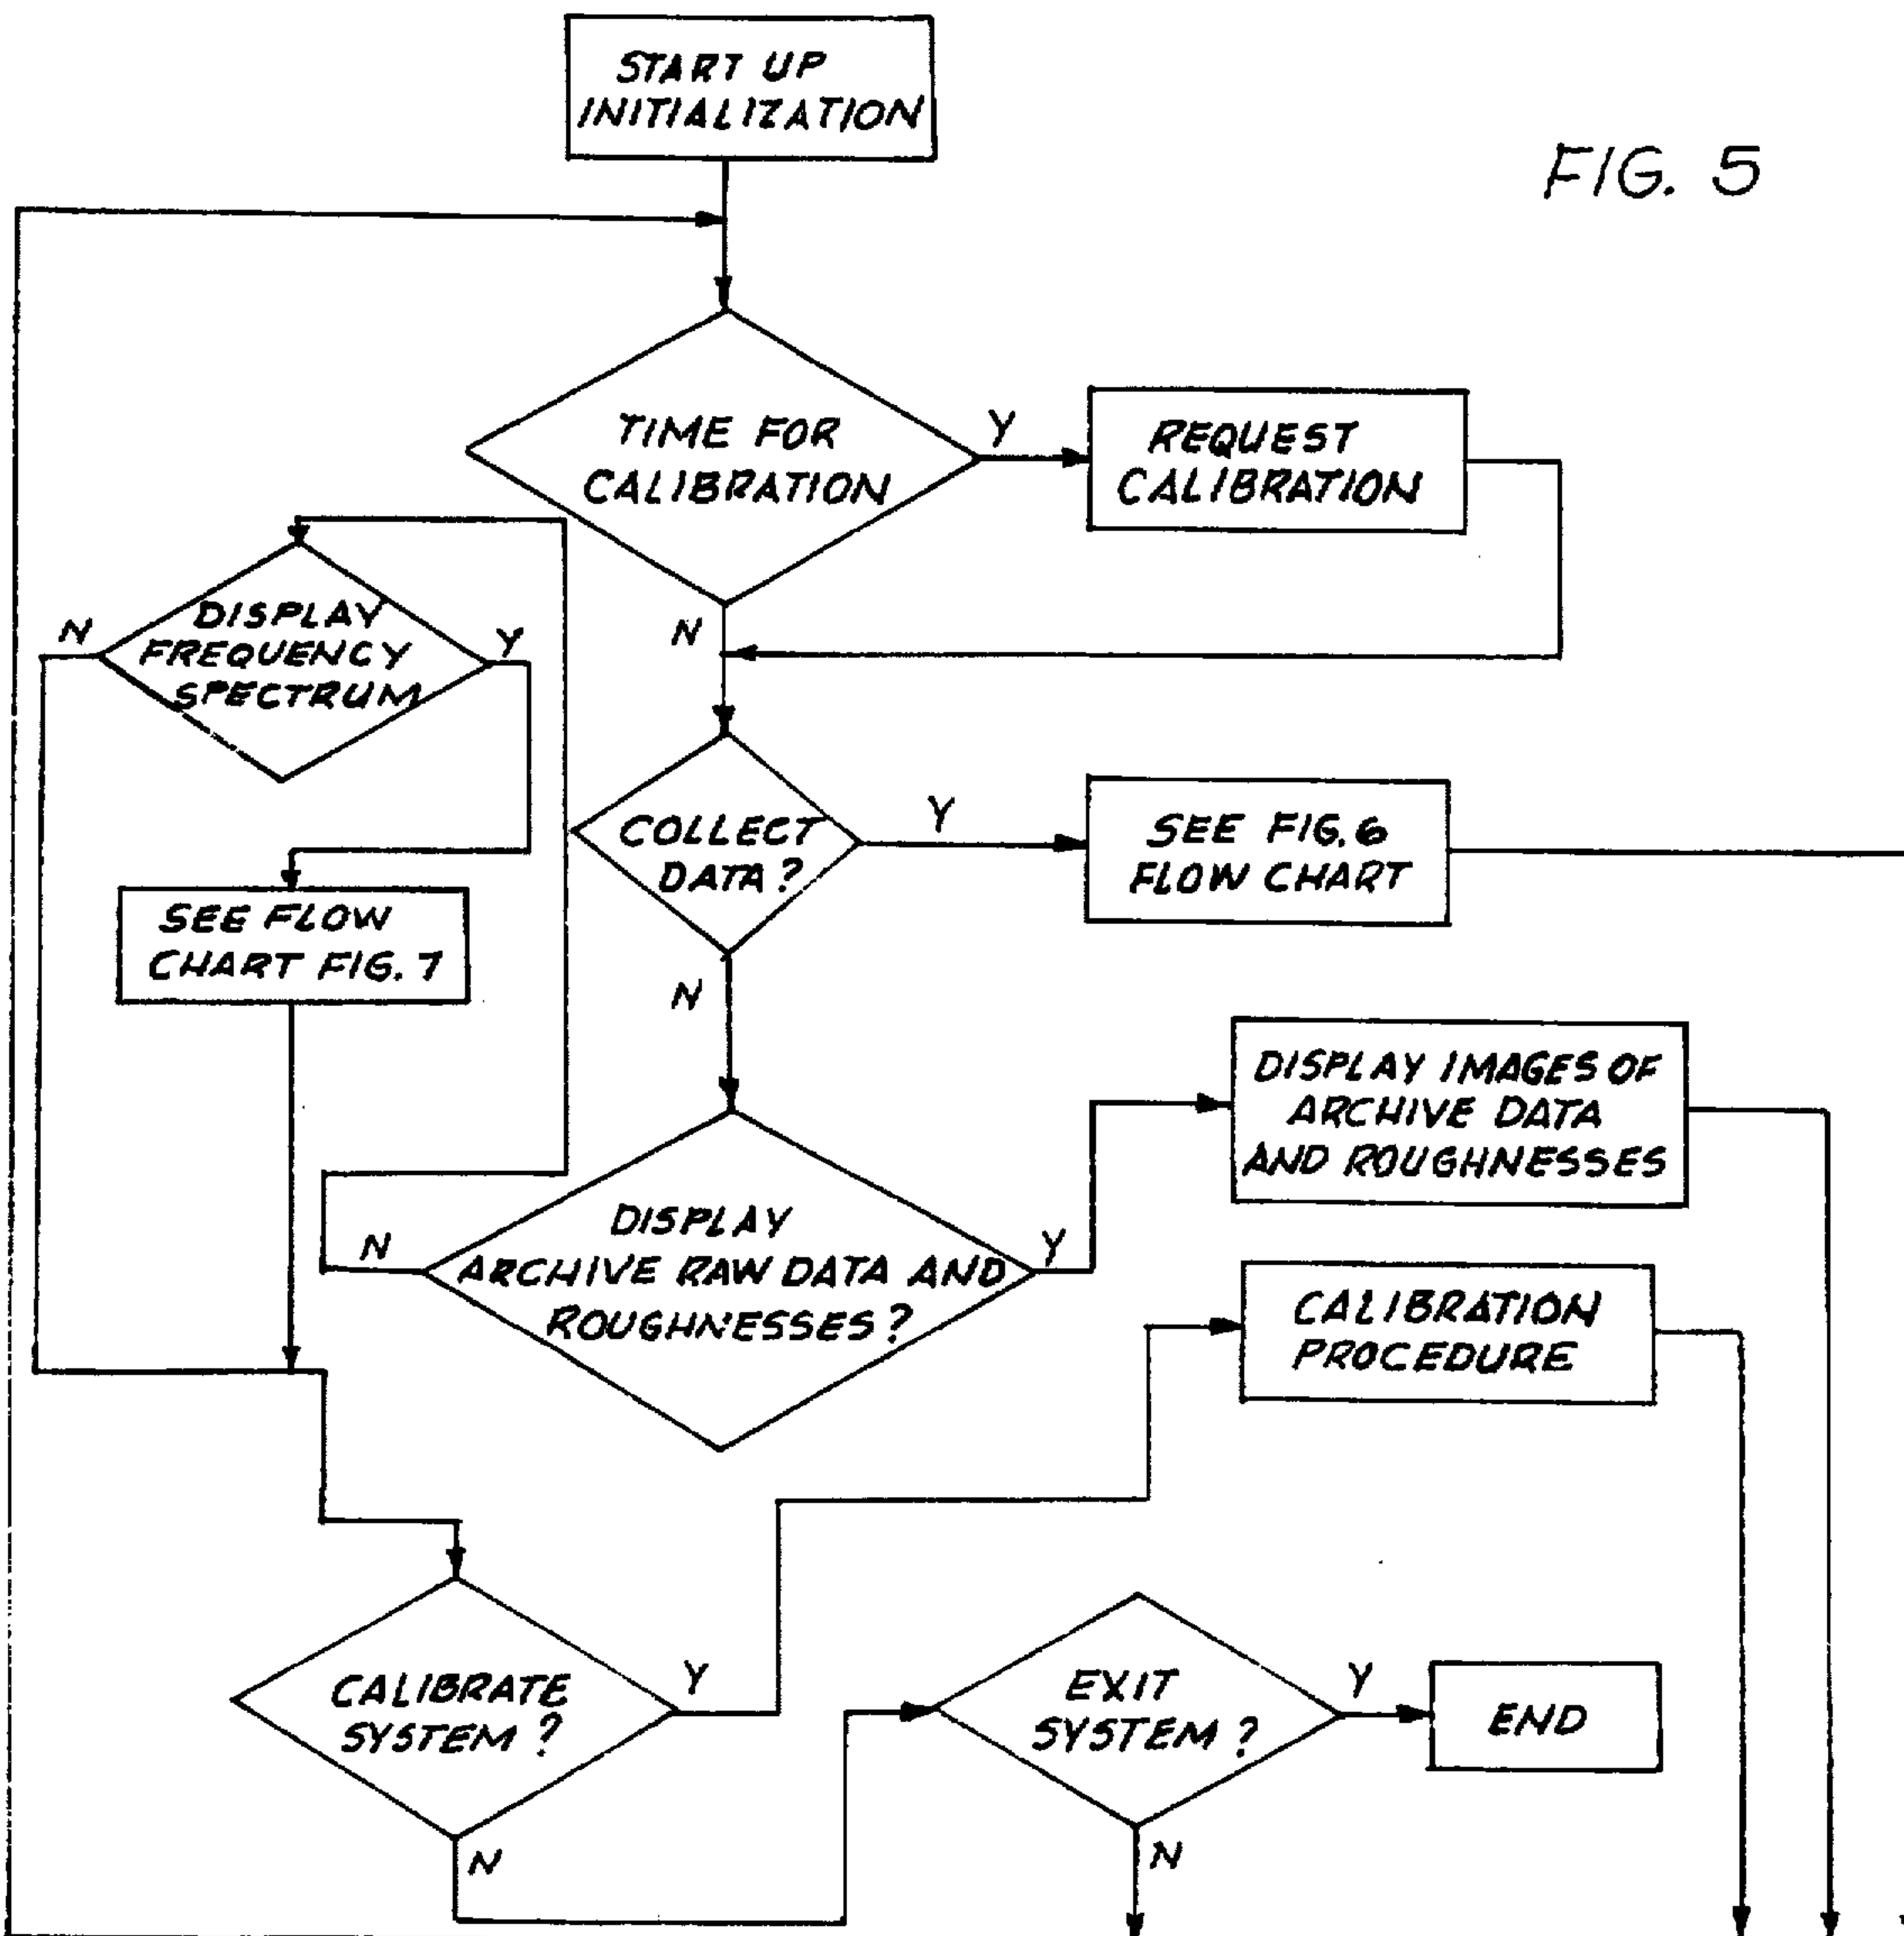 START UP
INITIALIZATION
FIG. 5
TIME FOR
CALIBRATION
Y
REQUEST
CALIBRATION
N
DISPLAY
FREQUENCY
SPECTRUM
N
Y
COLLECT
DATA?
Y
SEE FIG. 6
FLOW CHART
N
SEE FLOW
CHART FIG. 7
DISPLAY IMAGES OF
ARCHIVE DATA
AND ROUGHNESSES
DISPLAY
ARCHIVE RAW DATA AND
ROUGHNESSES?
N
Y
CALIBRATION
PROCEDURE
CALIBRATE
SYSTEM?
Y
N
EXIT
SYSTEM?
Y
END
N